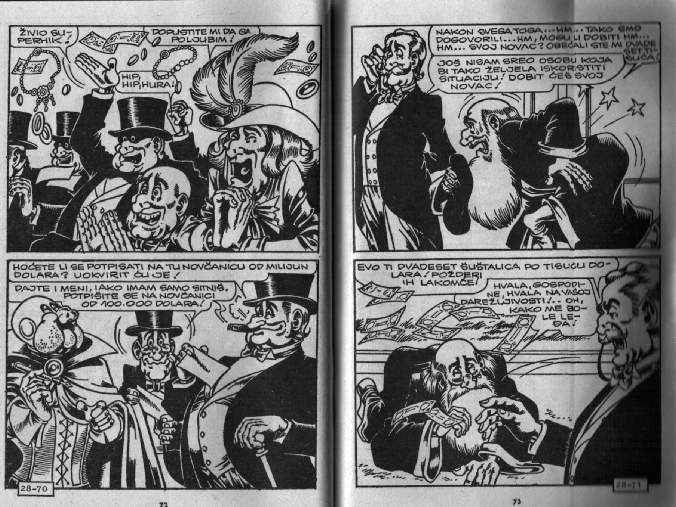 ŽIVIO SU-
PERHIK!
DOPUSTITE MI DA GA
POLJUBIM!
HIP,
HIP, HURA!
HOĆETE LI SE POTPISATI NA TU NOVČANICU OD MILIJUN
DOLARA? UOKVIRIT ĆU JE!
DAJTE I MENI, IAKO IMAM SAMO SITNIŠ.
POTPIŠITE SE NA NOVČANICI
OD 100.000 DOLARA!
28-70
72
NAKON SVEGA TOGA...HM...TAKO SMO
DOGOVORILI...HM, MOGU LI DOBITI HM...
HM... SVOJ NOVAC? OBEĆALI STE MI DVADE
SET TI-
SUĆA!
JOŠ NISAM SREO OSOBU KOJA
BI TAKO ŽELJELA ISKORISTITI
SITUACIJU! DOBIT ĆEŠ SVOJ
NOVAC!
EVO TI DVADESET ŠUŠTALICA PO TISUĆU DO-
LARA! POŽDERI
IH LAKOMČE!
HVALA, GOSPODI-
NE, HVALA NA VAŠOJ
DAREŽLJIVOSTI!.. OH,
KAKO ME BO-
LE LE-
ĐA!
28-71
73